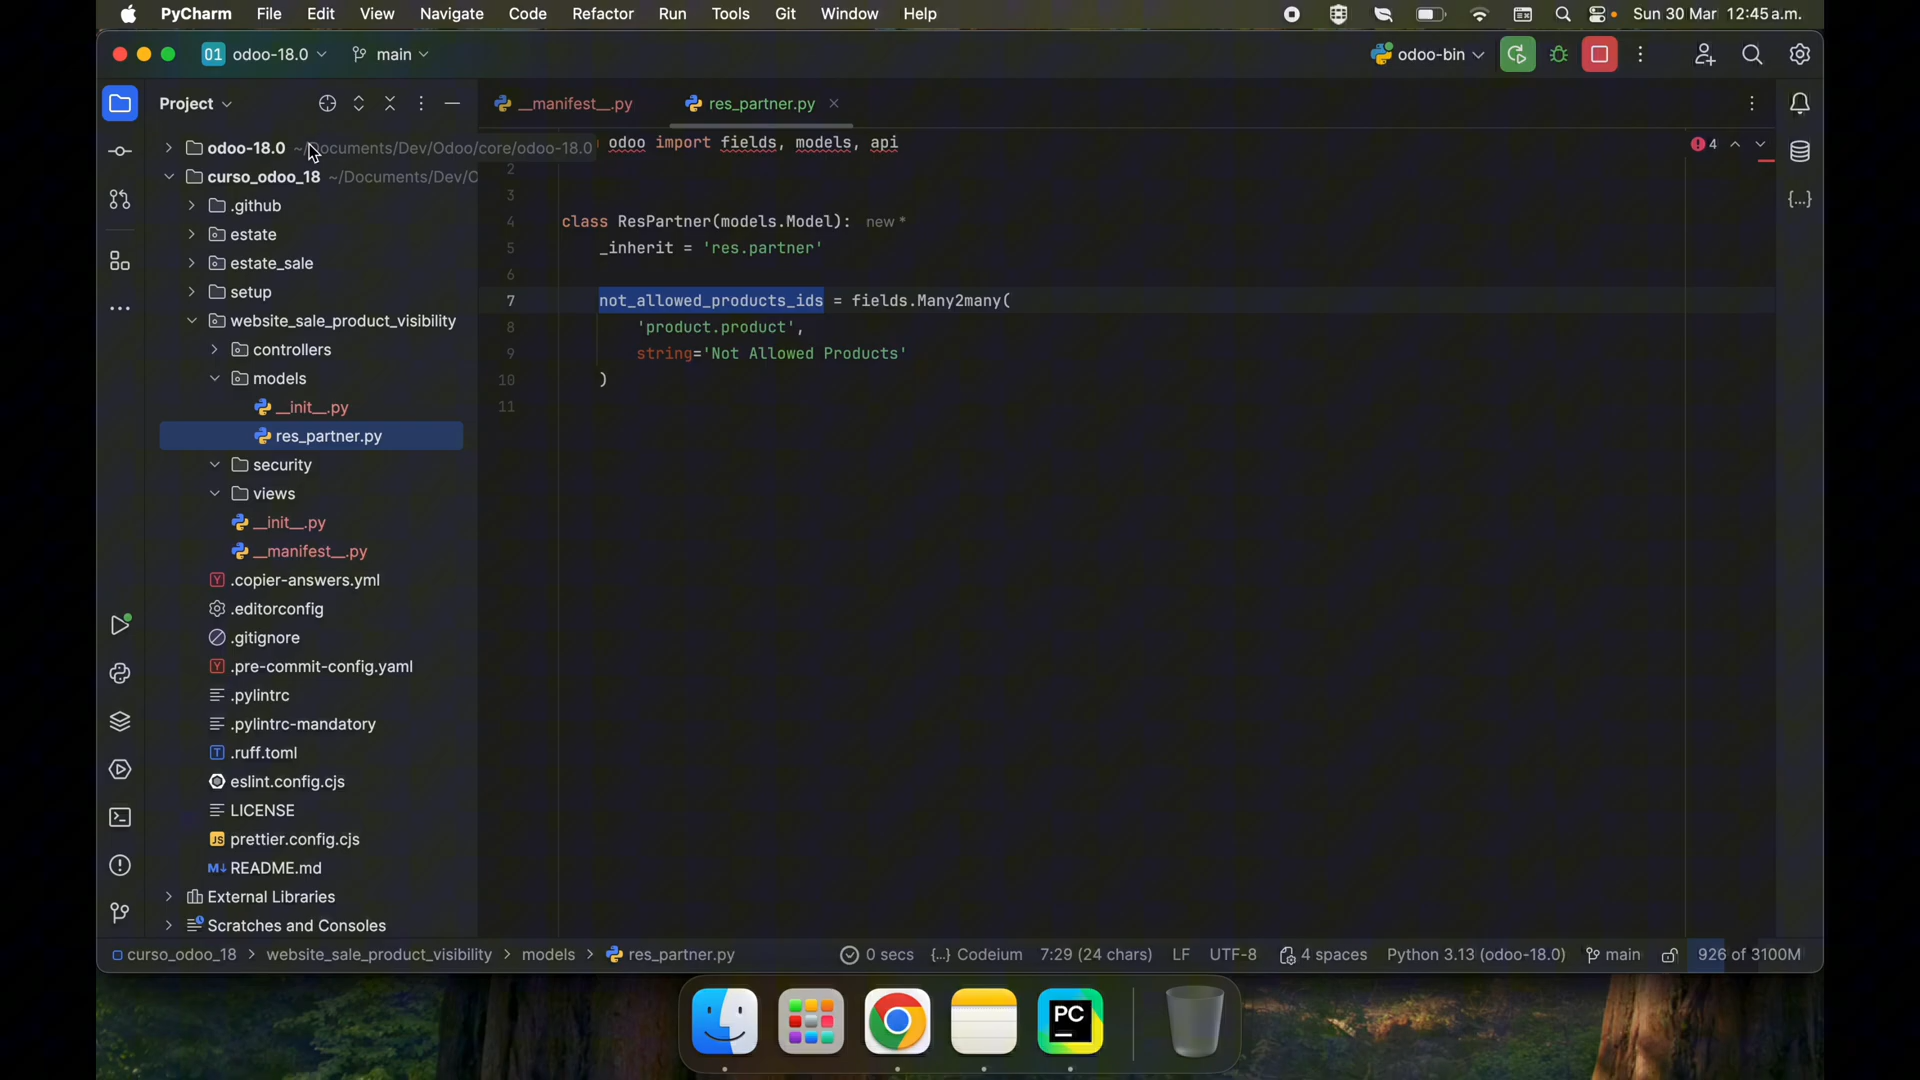 PyCharm File Edit View Navigate Code Refactor Run Tools Git Window Help Sun 30 Mar 12:45 a.m.
01 odoo-18.0 main odoo-bin
Project
__manifest__.py res_partner.py
odoo-18.0 ~/Documents/Dev/Odoo/core/odoo-18.0
curso_odoo_18 ~/Documents/Dev/O
.github
estate
estate_sale
setup
website_sale_product_visibility
controllers
models
__init__.py
res_partner.py
security
views
__init__.py
__manifest__.py
.copier-answers.yml
.editorconfig
.gitignore
.pre-commit-config.yaml
.pylintrc
.pylintrc-mandatory
.ruff.toml
eslint.config.cjs
LICENSE
prettier.config.cjs
README.md
External Libraries
Scratches and Consoles
odoo import fields, models, api
4
2
3
4 class ResPartner(models.Model): new *
5 _inherit = 'res.partner'
6
7 not_allowed_products_ids = fields.Many2many(
8 'product.product',
9 string='Not Allowed Products'
10 )
11
{...}
curso_odoo_18 > website_sale_product_visibility > models > res_partner.py 0 secs {...} Codeium 7:29 (24 chars) LF UTF-8 4 spaces Python 3.13 (odoo-18.0) main 926 of 3100M
PC